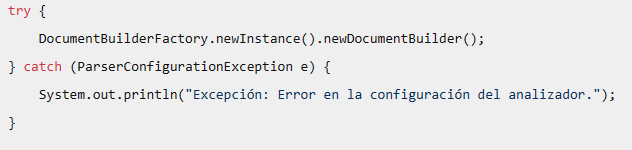 try {
    DocumentBuilderFactory.newInstance().newDocumentBuilder();
} catch (ParserConfigurationException e) {
    System.out.println("Excepción: Error en la configuración del analizador.");
}